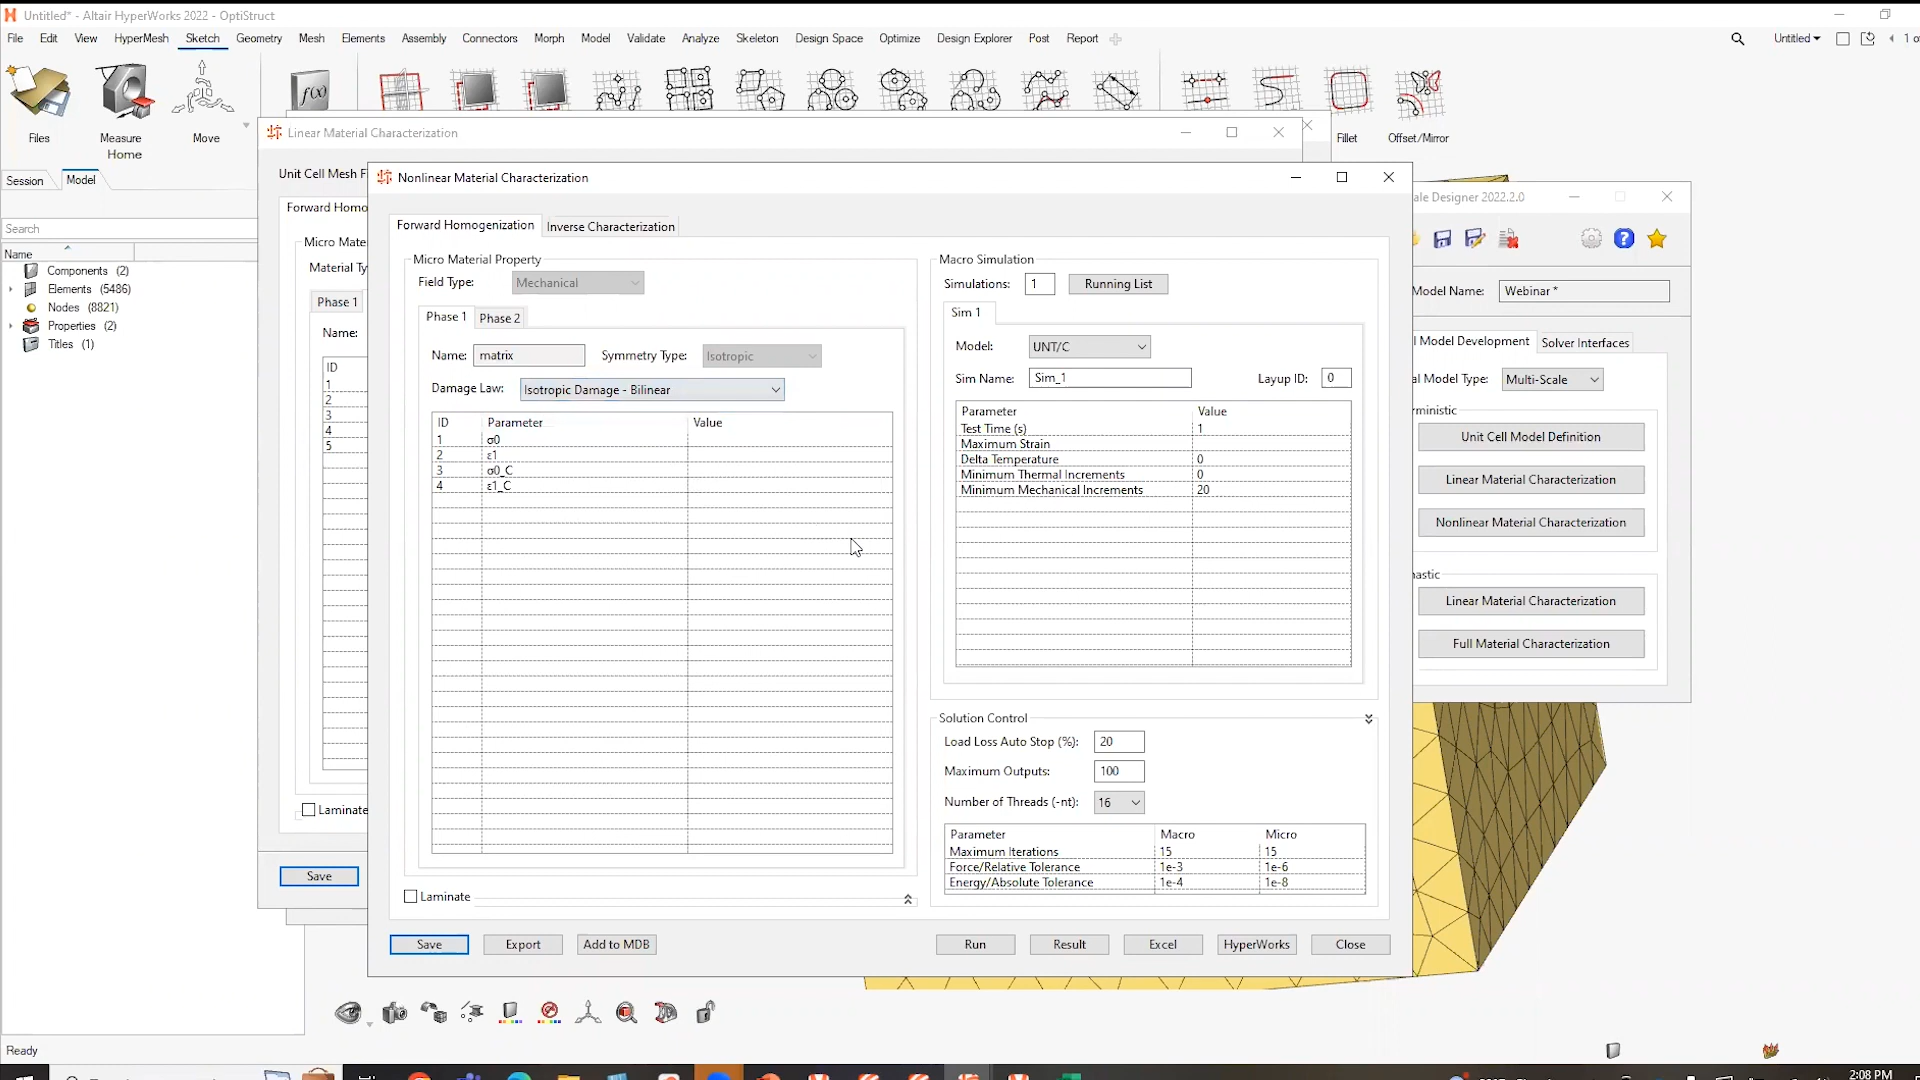 Untitled* - Altair HyperWorks 2022 - OptiStruct
File Edit View HyperMesh Sketch Geometry Mesh Elements Assembly Connectors Morph Model Validate Analyze Skeleton Design Space Optimize Design Explorer Post Report Untitled
Files Measure Move Fillet Offset/Mirror
Home
Session Model
Search
Name
Components (2)
Elements (5486)
Nodes (8821)
Properties (2)
Titles (1)
Linear Material Characterization
Unit Cell Mesh F
Forward Homo
Micro Mate
Material Ty
Phase 1
Name:
ID
1
2
3
4
5
Laminate
Save
Nonlinear Material Characterization
Forward Homogenization Inverse Characterization
Micro Material Property
Field Type: Mechanical
Phase 1 Phase 2
Name: matrix Symmetry Type: Isotropic
Damage Law: Isotropic Damage - Bilinear
ID Parameter Value
1 σ0
2 ε1
3 σ0_C
4 ε1_C
Laminate
Save Export Add to MDB
Macro Simulation
Simulations: 1 Running List
Sim 1
Model: UNT/C
Sim Name: Sim_1 Layup ID: 0
Parameter Value
Test Time (s) 1
Maximum Strain
Delta Temperature 0
Minimum Thermal Increments 0
Minimum Mechanical Increments 20
Solution Control
Load Loss Auto Stop (%): 20
Maximum Outputs: 100
Number of Threads (-nt): 16
Parameter Macro Micro
Maximum Iterations 15 15
Force/Relative Tolerance 1e-3 1e-6
Energy/Absolute Tolerance 1e-4 1e-8
Run Result Excel HyperWorks Close
ale Designer 2022.2.0
Model Name: Webinar *
l Model Development Solver Interfaces
al Model Type: Multi-Scale
rministic
Unit Cell Model Definition
Linear Material Characterization
Nonlinear Material Characterization
hastic
Linear Material Characterization
Full Material Characterization
Ready
2:08 PM